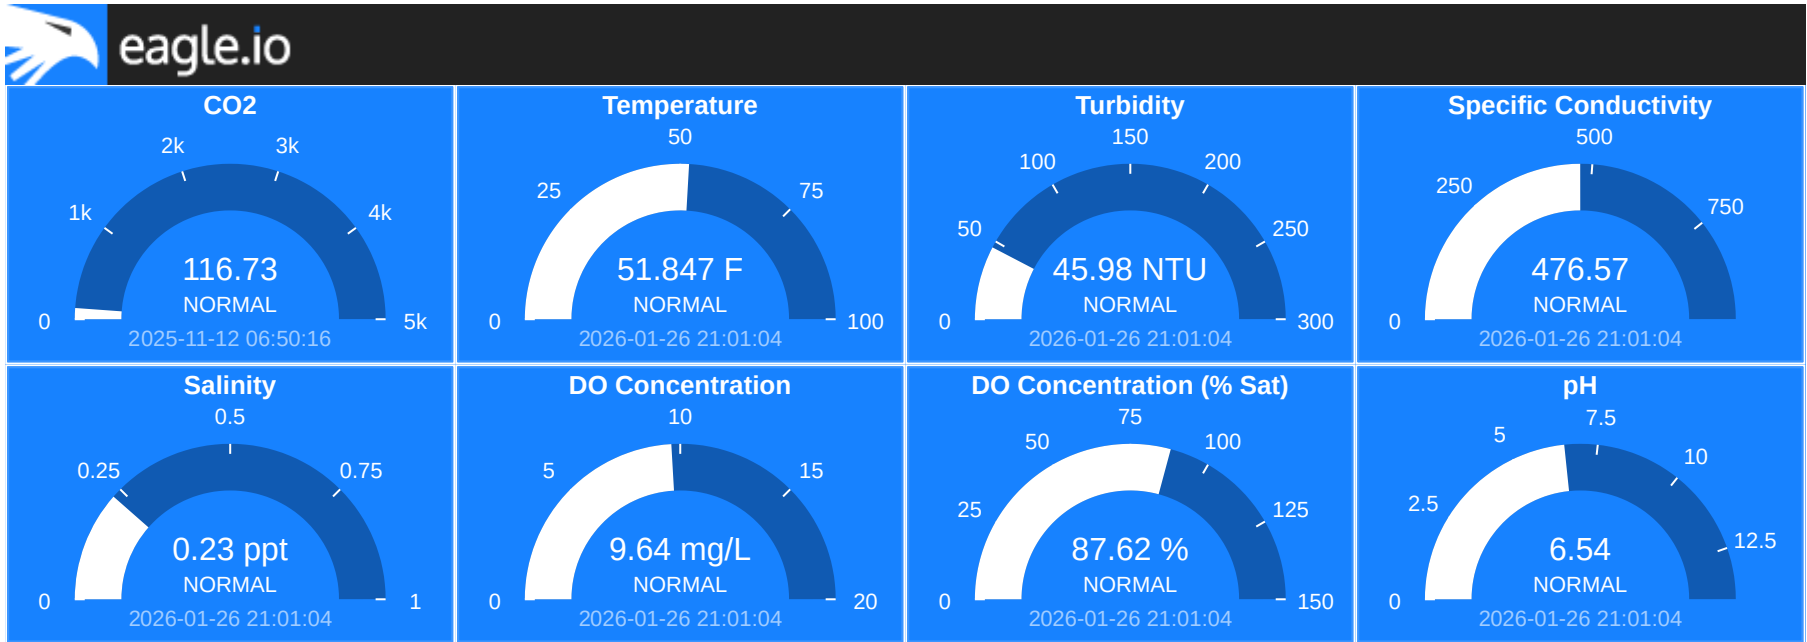 eagle.io
CO2
0
1k
2k
3k
4k
5k
116.73
NORMAL
2025-11-12 06:50:16
Temperature
0
25
50
75
100
51.847 F
NORMAL
2026-01-26 21:01:04
Turbidity
0
50
100
150
200
250
300
45.98 NTU
NORMAL
2026-01-26 21:01:04
Specific Conductivity
0
250
500
750
476.57
NORMAL
2026-01-26 21:01:04
Salinity
0
0.25
0.5
0.75
1
0.23 ppt
NORMAL
2026-01-26 21:01:04
DO Concentration
0
5
10
15
20
9.64 mg/L
NORMAL
2026-01-26 21:01:04
DO Concentration (% Sat)
0
25
50
75
100
125
150
87.62 %
NORMAL
2026-01-26 21:01:04
pH
0
2.5
5
7.5
10
12.5
6.54
NORMAL
2026-01-26 21:01:04